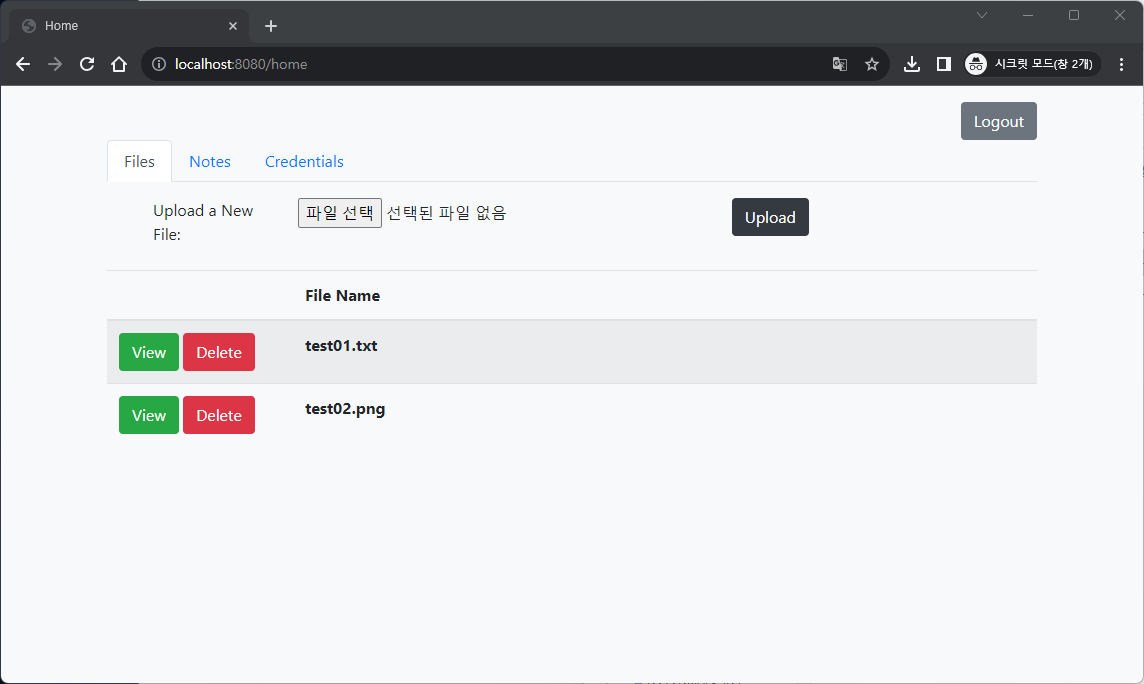 Home
localhost:8080/home
시크릿 모드(창 2개)
Logout
Files Notes Credentials
Upload a New File:
파일 선택 선택된 파일 없음
Upload
File Name
View Delete test01.txt
View Delete test02.png